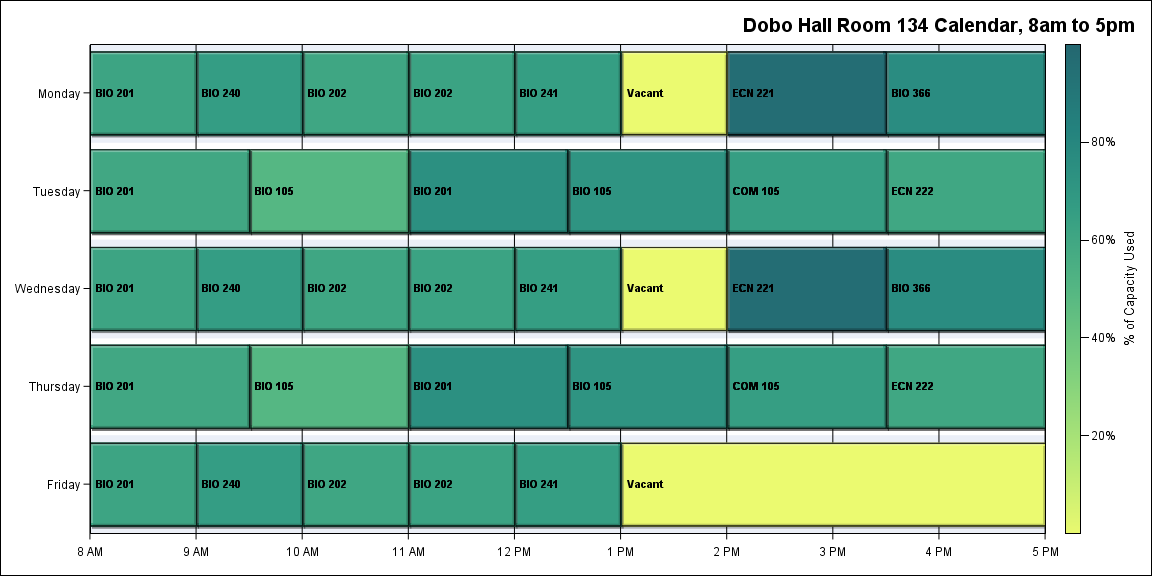 Dobo Hall Room 134 Calendar, 8am to 5pm
Monday BIO 201 BIO 240 BIO 202 BIO 202 BIO 241 Vacant ECN 221 BIO 366
Tuesday BIO 201 BIO 105 BIO 201 BIO 105 COM 105 ECN 222
Wednesday BIO 201 BIO 240 BIO 202 BIO 202 BIO 241 Vacant ECN 221 BIO 366
Thursday BIO 201 BIO 105 BIO 201 BIO 105 COM 105 ECN 222
Friday BIO 201 BIO 240 BIO 202 BIO 202 BIO 241 Vacant
8 AM 9 AM 10 AM 11 AM 12 PM 1 PM 2 PM 3 PM 4 PM 5 PM
80%
60%
40%
20%
% of Capacity Used